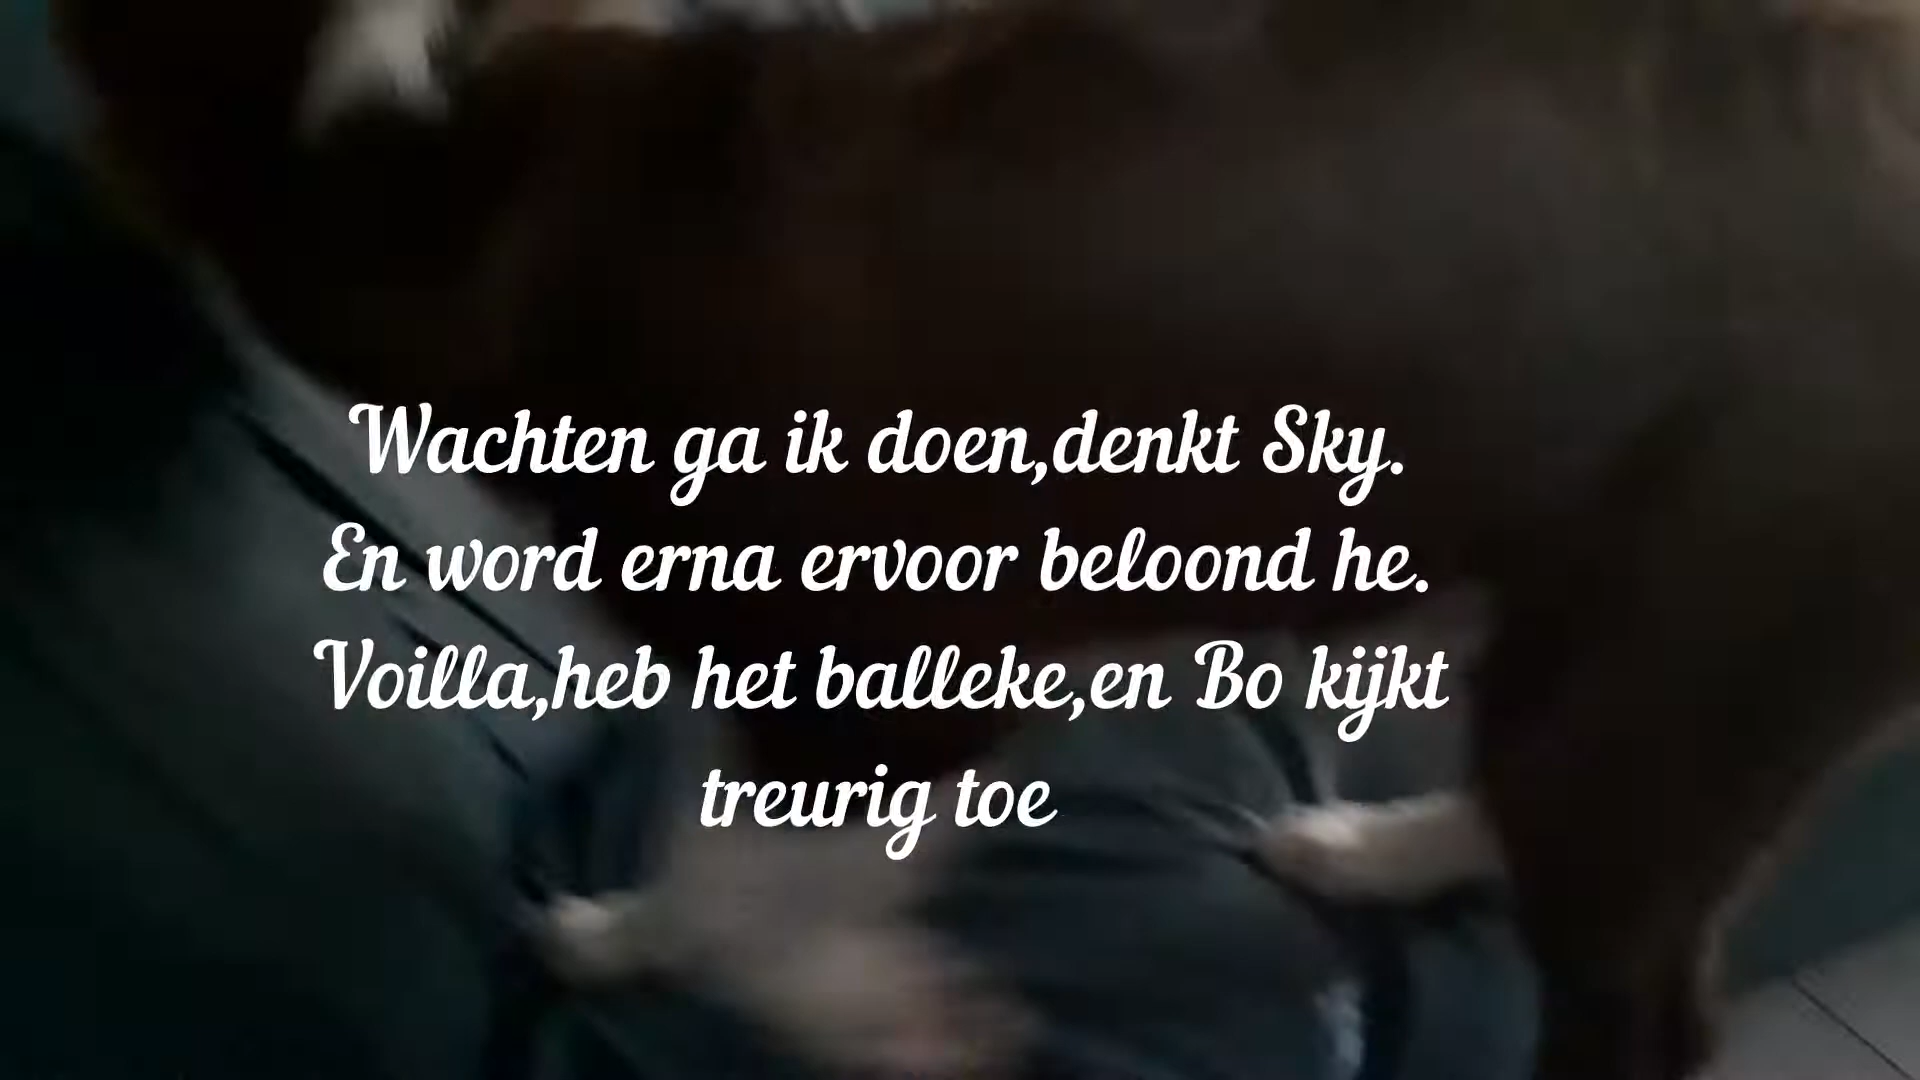 Wachten ga ik doen,denkt Sky.
En word erna ervoor beloond he.
Voilla,heb het balleke,en Bo kijkt
treurig toe